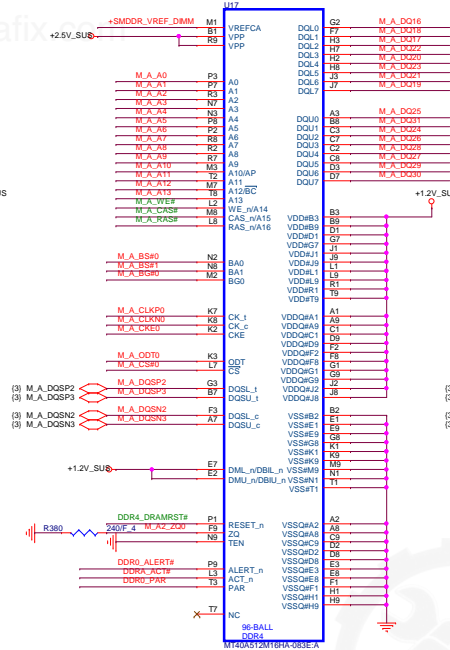 afix.c
U17
+SMDDR_VREF_DIMM M1 VREFCA DQL0 G2 M_A_DQ16
+2.5V_SUS B1 VPP DQL1 F7 M_A_DQ18
R9 VPP DQL2 H3 M_A_DQ17
DQL3 H7 M_A_DQ22
DQL4 H2 M_A_DQ20
DQL5 H8 M_A_DQ23
M_A_A0 P3 A0 DQL6 J3 M_A_DQ21
M_A_A1 P7 A1 DQL7 J7 M_A_DQ19
M_A_A2 R3 A2
M_A_A3 N7 A3
M_A_A4 N3 A4 DQU0 A3 M_A_DQ25
M_A_A5 P8 A5 DQU1 B8 M_A_DQ31
M_A_A6 P2 A6 DQU2 C3 M_A_DQ24
M_A_A7 R8 A7 DQU3 C7 M_A_DQ26
M_A_A8 R2 A8 DQU4 C2 M_A_DQ28
M_A_A9 R7 A9 DQU5 C8 M_A_DQ27
M_A_A10 M3 A10/AP DQU6 D3 M_A_DQ29
M_A_A11 T2 A11 DQU7 D7 M_A_DQ30
M_A_A12 M7 A12/BC
M_A_A13 T8 A13 +1.2V_SU
US M_A_WE# L2 WE_n/A14
M_A_CAS# M8 CAS_n/A15 VDD#B3 B3
M_A_RAS# L8 RAS_n/A16 VDD#B9 B9
VDD#D1 D1
VDD#G7 G7
VDD#J1 J1
M_A_BS#0 N2 BA0 VDD#J9 J9
M_A_BS#1 N8 BA1 VDD#L1 L1
M_A_BG#0 M2 BG0 VDD#L9 L9
VDD#R1 R1
VDD#T9 T9
M_A_CLKP0 K7 CK_t VDDQ#A1 A1
M_A_CLKN0 K8 CK_c VDDQ#A9 A9
M_A_CKE0 K2 CKE VDDQ#C1 C1
VDDQ#D9 D9
VDDQ#F2 F2
M_A_ODT0 K3 ODT VDDQ#F8 F8
M_A_CS#0 L7 CS VDDQ#G1 G1
VDDQ#G9 G9
{3} M_A_DQSP2 M_A_DQSP2 G3 DQSL_t VDDQ#J2 J2 {3
{3} M_A_DQSP3 M_A_DQSP3 B7 DQSU_t VDDQ#J8 J8 {3
{3} M_A_DQSN2 M_A_DQSN2 F3 DQSL_c VSS#B2 B2 {3
{3} M_A_DQSN3 M_A_DQSN3 A7 DQSU_c VSS#E1 E1 {3
VSS#E9 E9
VSS#G8 G8
VSS#K1 K1
VSS#K9 K9
+1.2V_SUS E7 DML_n/DBIL_n VSS#M9 M9
E2 DMU_n/DBIU_n VSS#N1 N1
VSS#T1 T1
DDR4_DRAMRST# P1 RESET_n VSSQ#A2 A2
R380 240/F_4 M_A2_ZQ0 F9 ZQ VSSQ#A8 A8
N9 TEN VSSQ#C9 C9
VSSQ#D2 D2
VSSQ#D8 D8
DDR0_ALERT# P9 ALERT_n VSSQ#E3 E3
DDRA_ACT# L3 ACT_n VSSQ#E8 E8
DDR0_PAR T3 PAR VSSQ#F1 F1
VSSQ#H1 H1
VSSQ#H9 H9
T7 NC
96-BALL
DDR4
MT40A512M16HA-083E:A